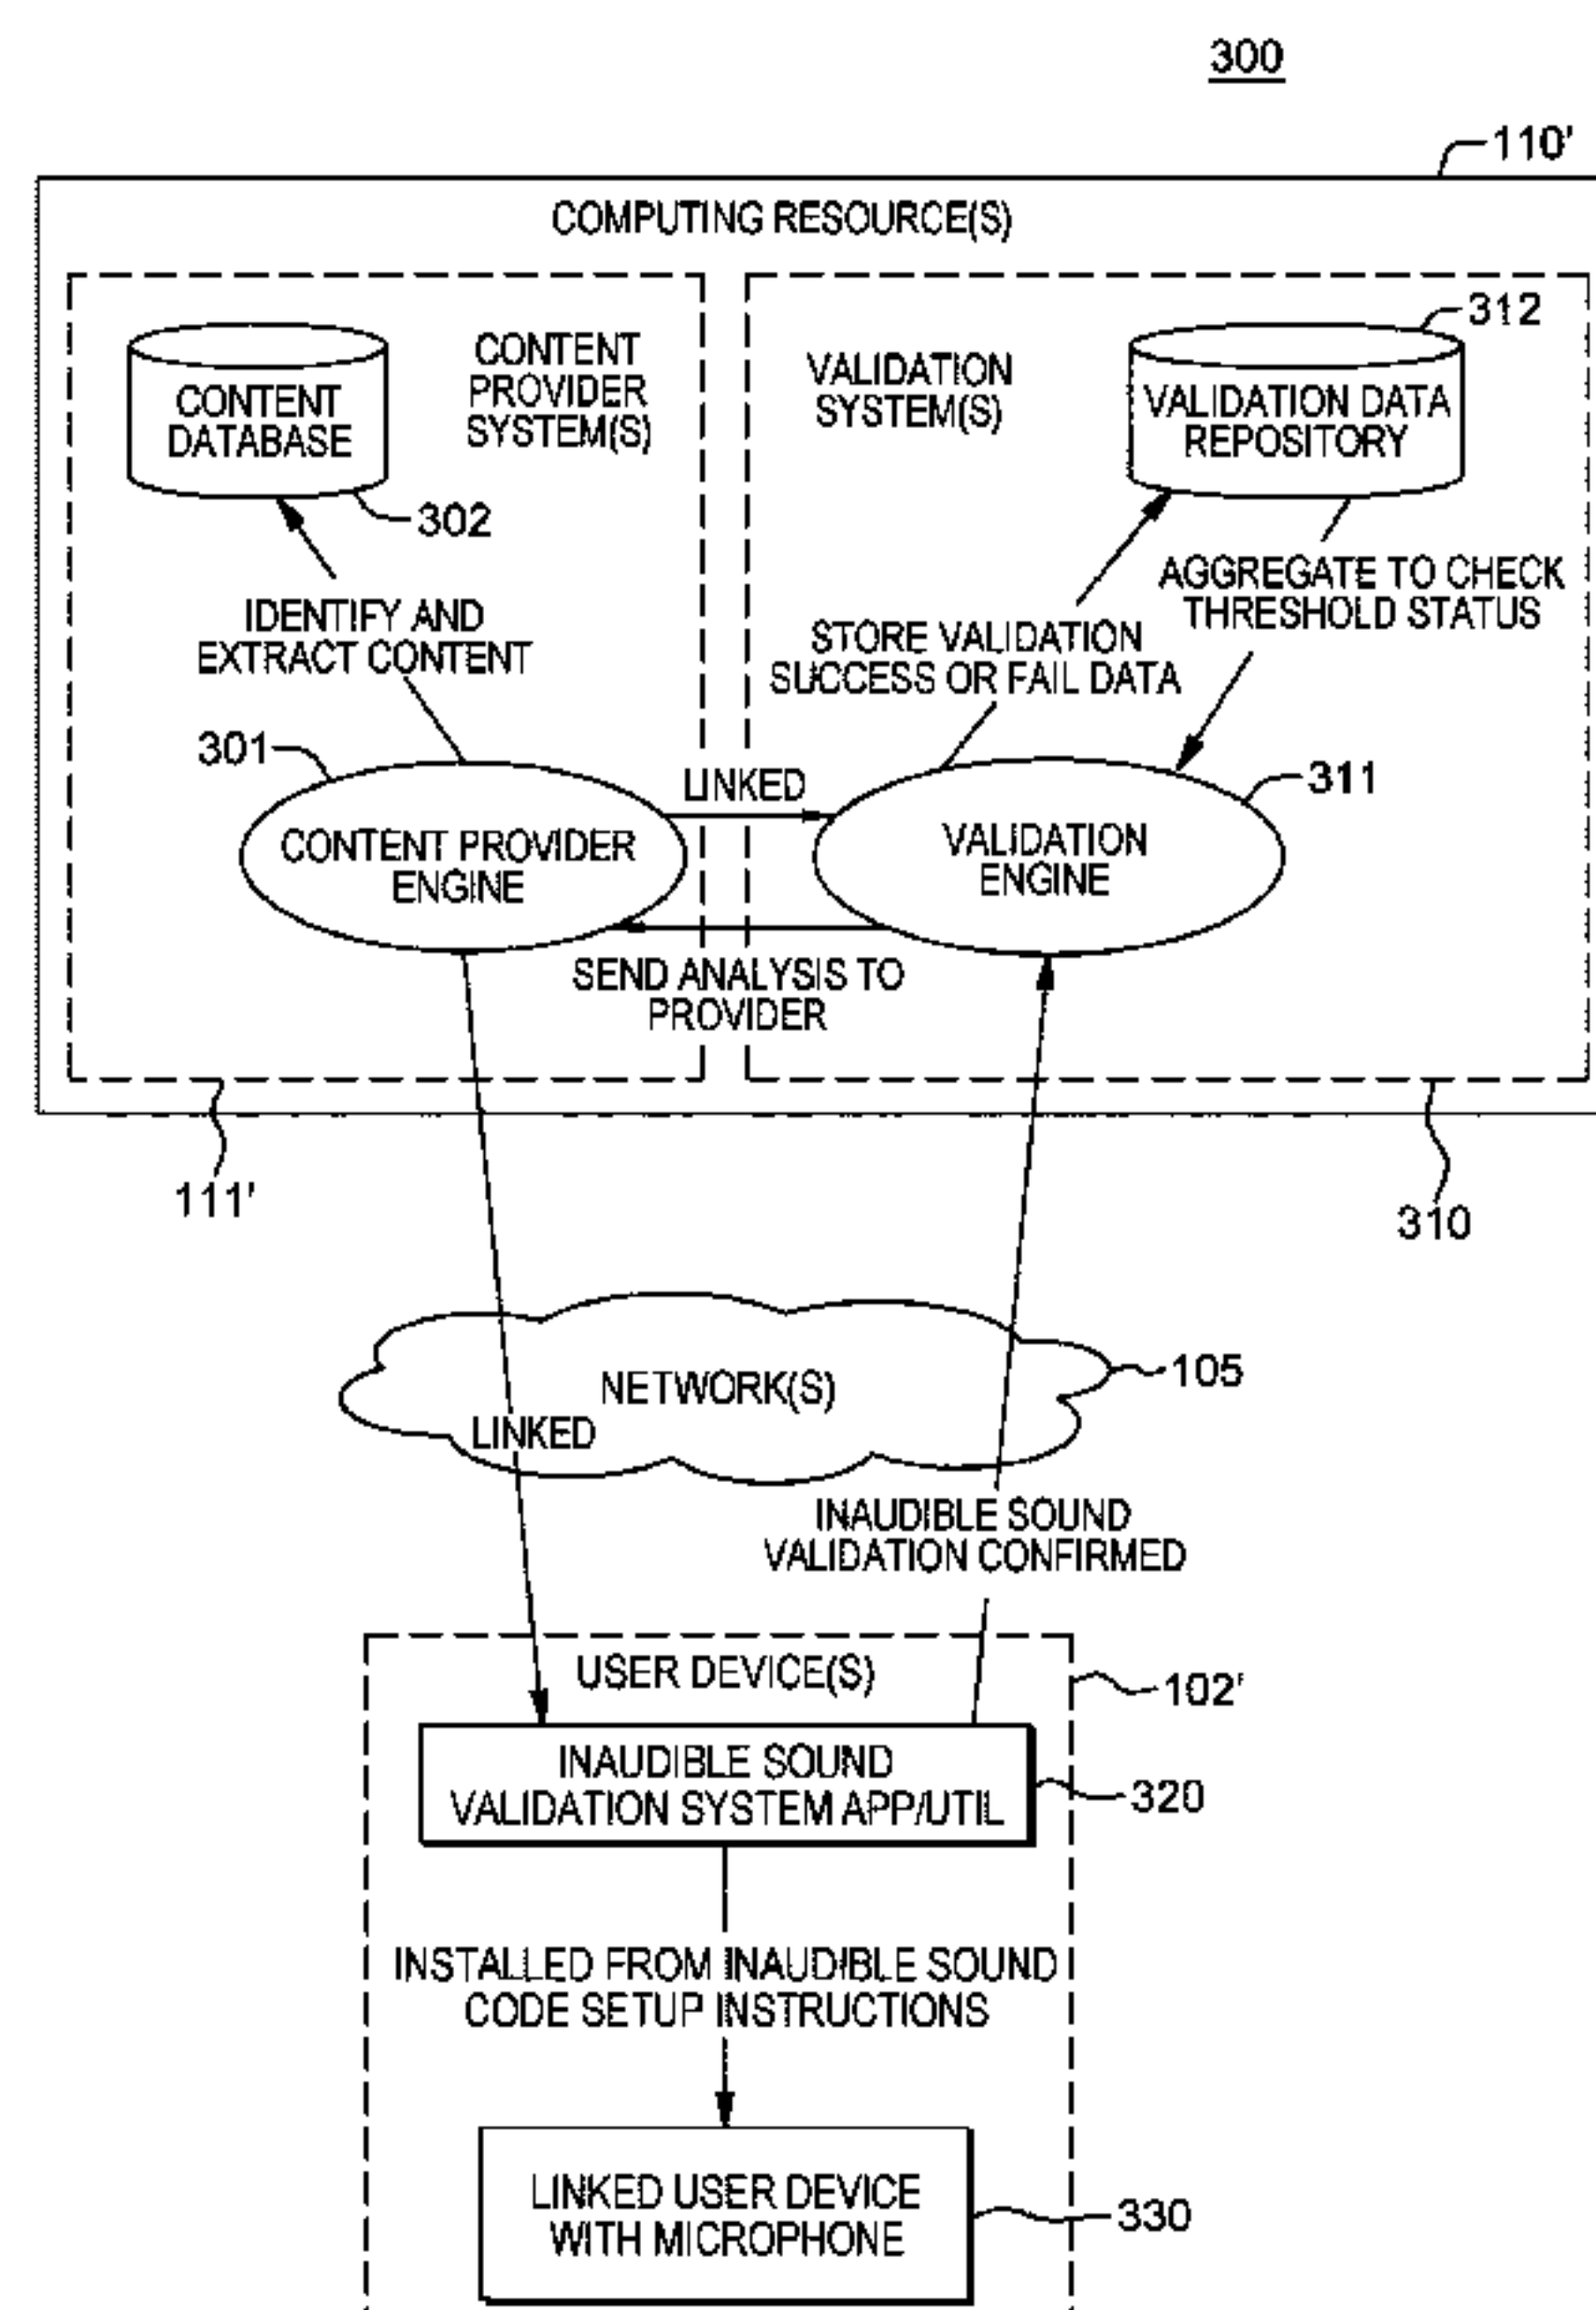 300
110'
COMPUTING RESOURCE(S)
CONTENT
DATABASE
302
CONTENT
PROVIDER
SYSTEM(S)
VALIDATION
SYSTEM(S)
312
VALIDATION DATA
REPOSITORY
IDENTIFY AND
EXTRACT CONTENT
STORE VALIDATION
SUCCESS OR FAIL DATA
AGGREGATE TO CHECK
THRESHOLD STATUS
301
CONTENT PROVIDER
ENGINE
LINKED
311
VALIDATION
ENGINE
SEND ANALYSIS TO
PROVIDER
111'
310
NETWORK(S)
LINKED
105
INAUDIBLE SOUND
VALIDATION CONFIRMED
USER DEVICE(S)
102'
INAUDIBLE SOUND
VALIDATION SYSTEM APP/UTIL
320
INSTALLED FROM INAUDIBLE SOUND
CODE SETUP INSTRUCTIONS
LINKED USER DEVICE
WITH MICROPHONE
330